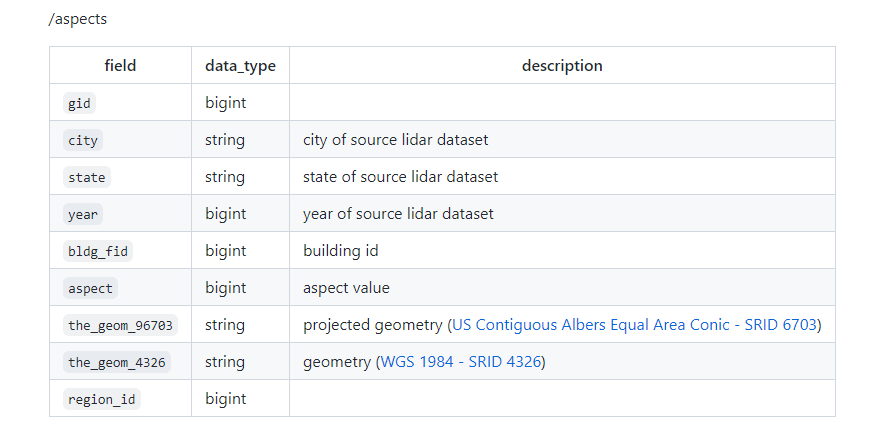 /aspects
field data_type description
gid bigint
city string city of source lidar dataset
state string state of source lidar dataset
year bigint year of source lidar dataset
bldg_fid bigint building id
aspect bigint aspect value
the_geom_96703 string projected geometry (US Contiguous Albers Equal Area Conic - SRID 6703)
the_geom_4326 string geometry (WGS 1984 - SRID 4326)
region_id bigint